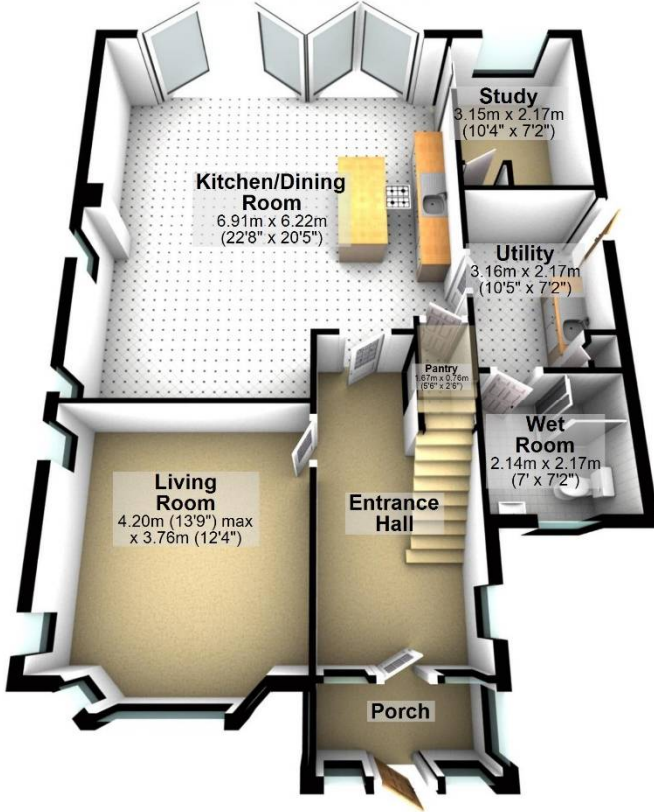 Study
3.15m x 2.17m
(10'4" x 7'2")
Kitchen/Dining
Room
6.91m x 6.22m
(22'8" x 20'5")
Utility
3.16m x 2.17m
(10'5" x 7'2")
Pantry
1.67m x 0.76m
(5'6" x 2'6")
Wet
Room
2.14m x 2.17m
(7' x 7'2")
Living
Room
4.20m (13'9") max
x 3.76m (12'4")
Entrance
Hall
Porch